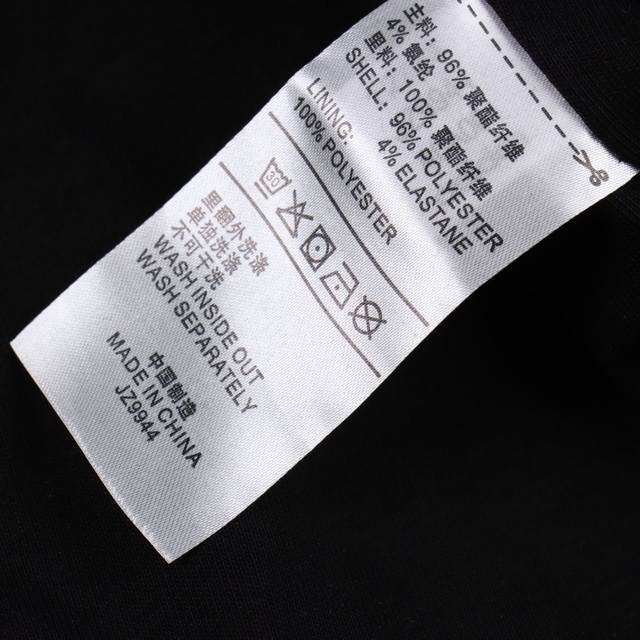 主料: 96% 聚酯纤维
4% 氨纶
里料: 100% 聚酯纤维
SHELL: 96% POLYESTER
4% ELASTANE
LINING:
100% POLYESTER
里翻外洗涤
单独洗涤
不可干洗
WASH INSIDE OUT
WASH SEPARATELY
中国制造
MADE IN CHINA
JZ9944